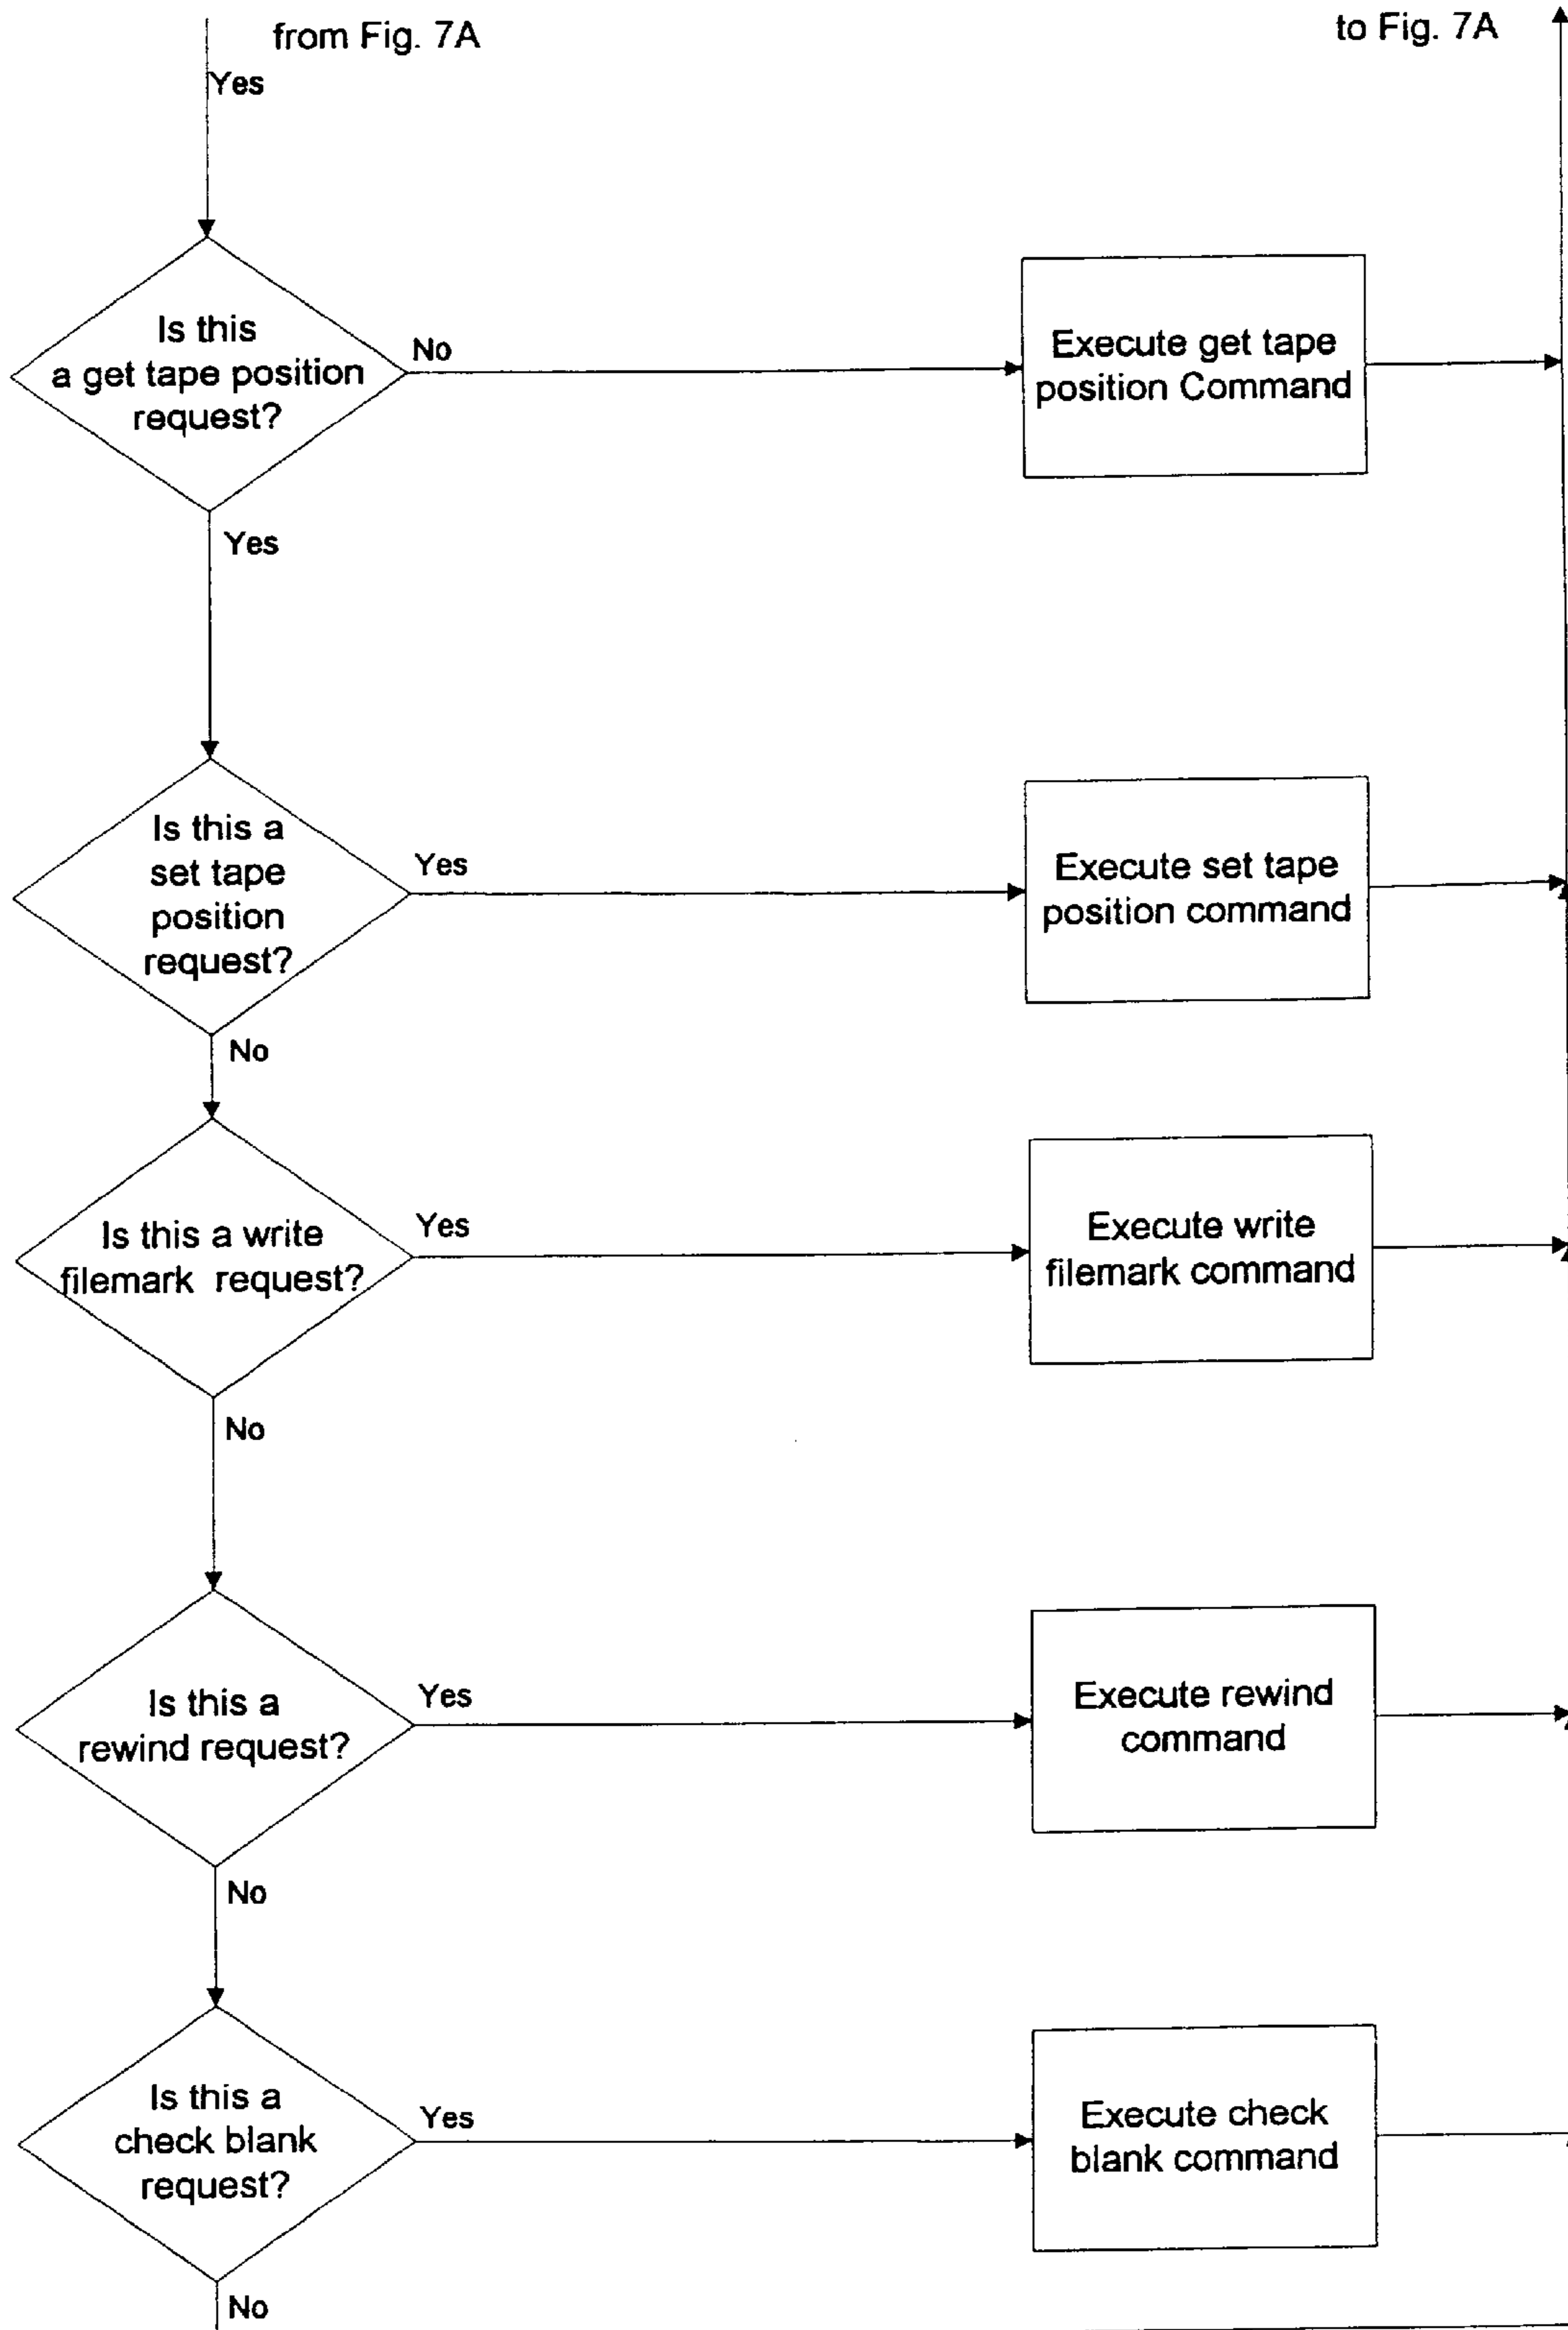 from Fig. 7A
to Fig. 7A
Yes
Is this
a get tape position
request?
No
Execute get tape
position Command
Yes
Is this a
set tape
position
request?
Yes
Execute set tape
position command
No
Is this a write
filemark request?
Yes
Execute write
filemark command
No
Is this a
rewind request?
Yes
Execute rewind
command
No
Is this a
check blank
request?
Yes
Execute check
blank command
No